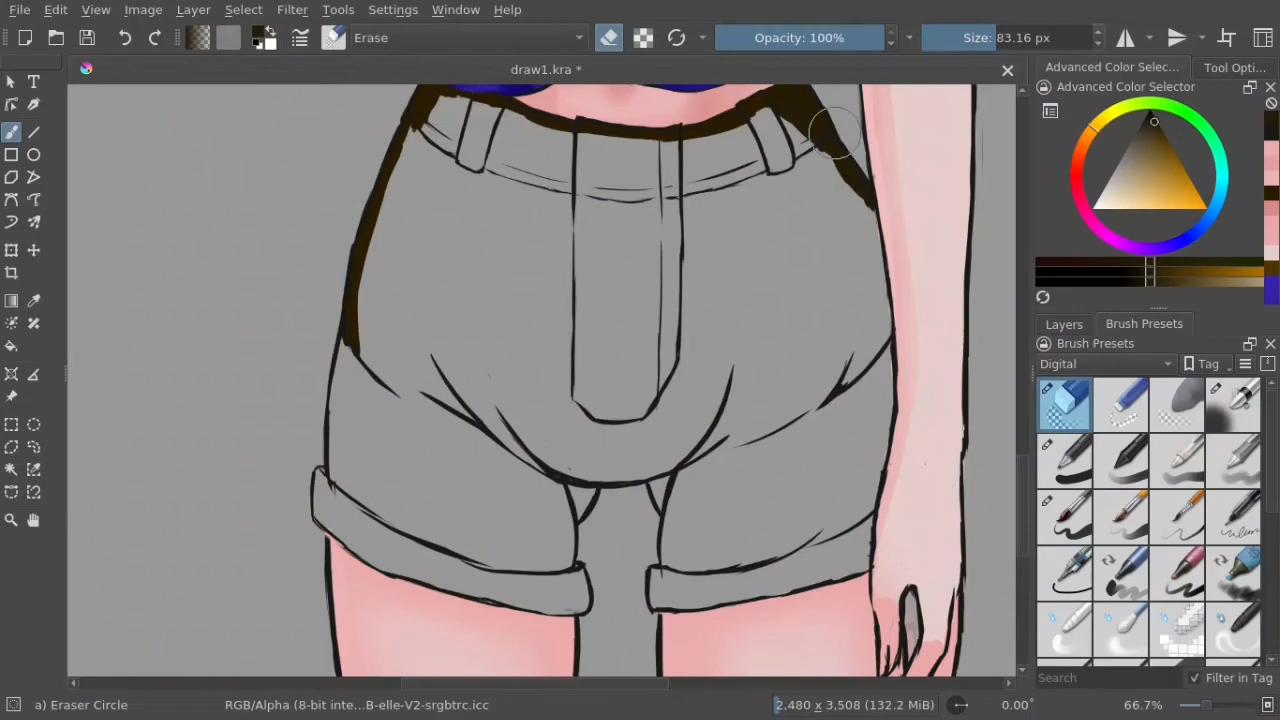 File Edit View Image Layer Select Filter Tools Settings Window Help
Erase Opacity: 100% Size: 83.16 px
draw1.kra *
Advanced Color Selec... Tool Opti...
Advanced Color Selector
Layers Brush Presets
Brush Presets
Digital Tag
Search Filter in Tag
a) Eraser Circle RGB/Alpha (8-bit inte...B-elle-V2-srgbtrc.icc 2,480 x 3,508 (132.2 MiB) 0.00° 66.7%